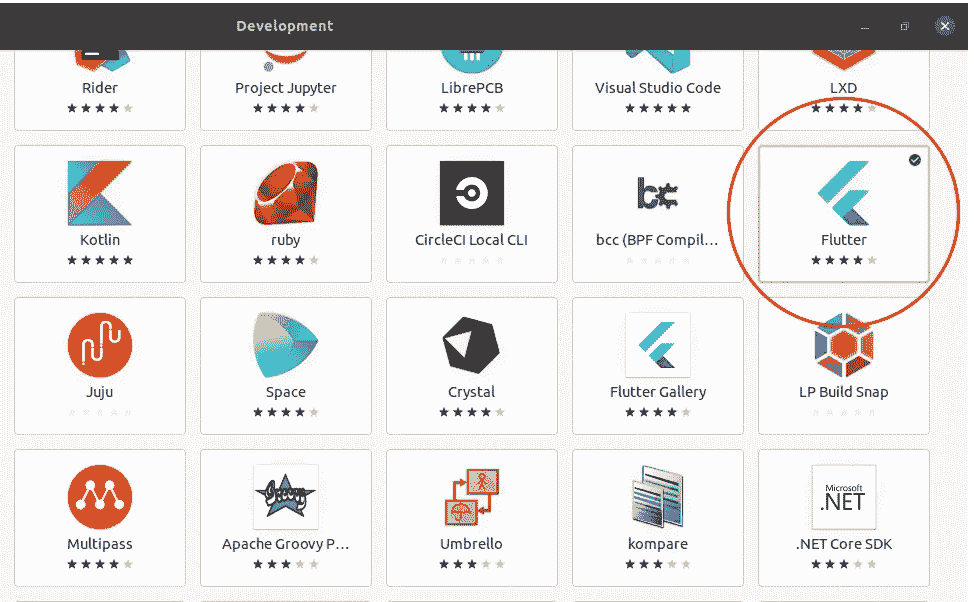 Development
Rider
Project Jupyter
LibrePCB
Visual Studio Code
LXD
Kotlin
ruby
CircleCI Local CLI
bcc (BPF Compil...
Flutter
Juju
Space
Crystal
Flutter Gallery
LP Build Snap
Groovy
Microsoft
.NET
Multipass
Apache Groovy P...
Umbrello
kompare
.NET Core SDK